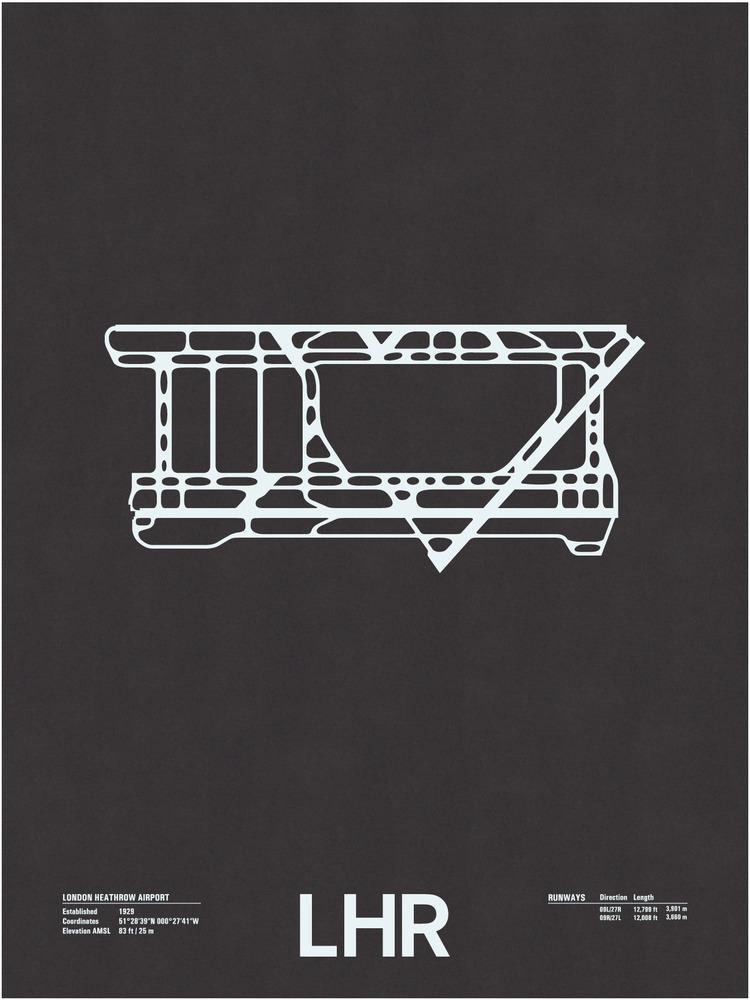 LONDON HEATHROW AIRPORT
Established 1929
Coordinates 51°28'39"N 000°27'41"W
Elevation AMSL 83 ft / 25 m
LHR
RUNWAYS Direction Length
09L/27R 12,799 ft 3,901 m
09R/27L 12,008 ft 3,660 m